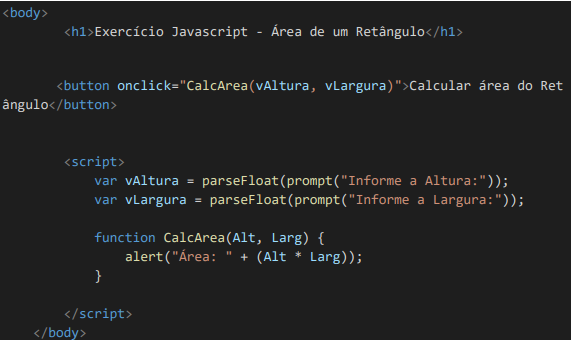 <body>
<h1>Exercício Javascript - Área de um Retângulo</h1>
<button onclick="CalcArea(vAltura, vLargura)">Calcular área do Ret
ângulo</button>
<script>
var vAltura = parseFloat(prompt("Informe a Altura:"));
var vLargura = parseFloat(prompt("Informe a Largura:"));
function CalcArea(Alt, Larg) {
alert("Área: " + (Alt * Larg));
}
</script>
</body>